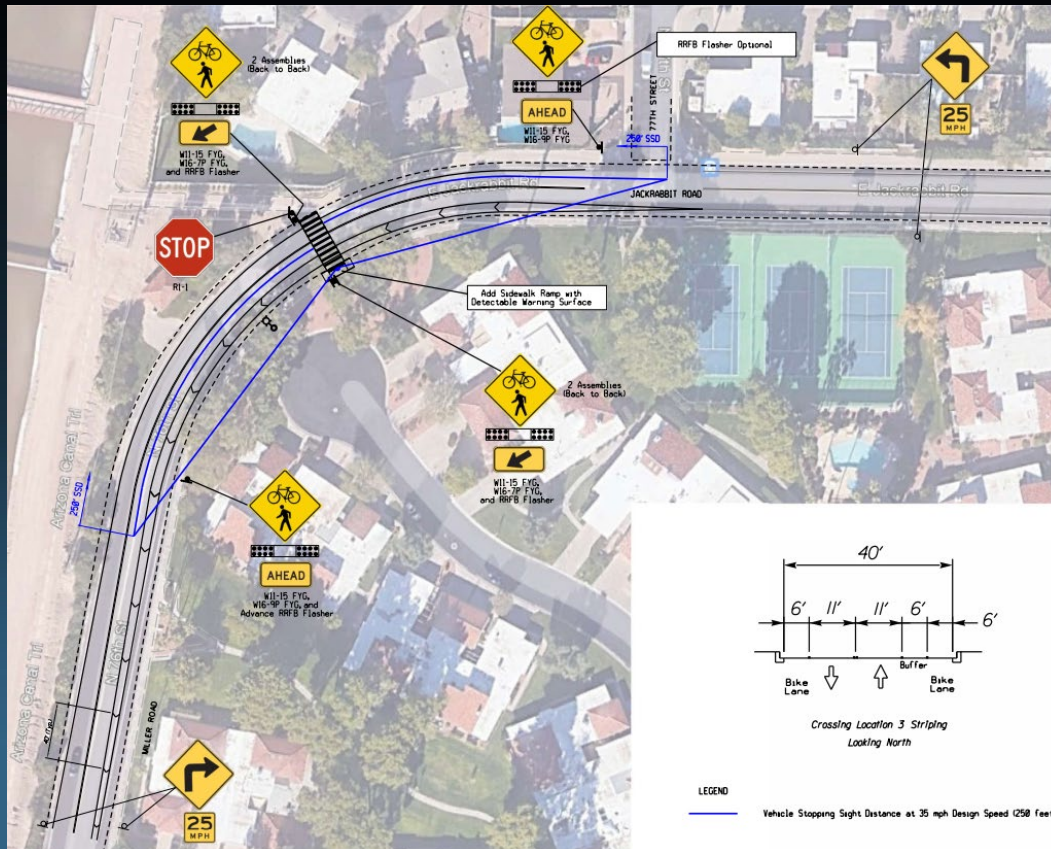 2 Assemblies
(Back to Back)
W11-15 FYG,
W16-7P FYG,
and RRFB Flasher
STOP
R1-1
AHEAD
W11-15 FYG,
W16-9P FYG
RRFB Flasher Optional
77TH STREET
250' SSD
25
MPH
E Jackrabbit Rd
JACKRABBIT ROAD
E Jackrabbit Rd
Add Sidewalk Ramp with
Detectable Warning Surface
2 Assemblies
(Back to Back)
W11-15 FYG,
W16-7P FYG,
and RRFB Flasher
AHEAD
W11-15 FYG,
W16-9P FYG, and
Advance RRFB Flasher
Arizona Canal Trl
250' SSD
N 76th St
Arizona Canal Trl
MILLER ROAD
25
MPH
40'
6' 11' 11' 6' 6'
Buffer
Bike
Lane
Bike
Lane
Crossing Location 3 Striping
Looking North
LEGEND
Vehicle Stopping Sight Distance at 35 mph Design Speed (250 feet